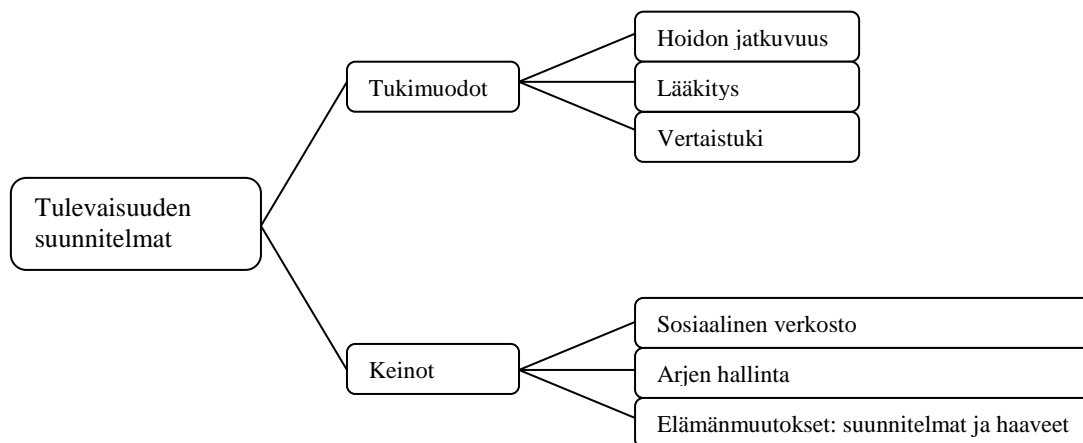 Hoidon jatkuvuus
Tukimuodot
Lääkitys
Vertaistuki
Tulevaisuuden
suunnitelmat
Sosiaalinen verkosto
Keinot
Arjen hallinta
Elämänmuutokset: suunnitelmat ja haaveet